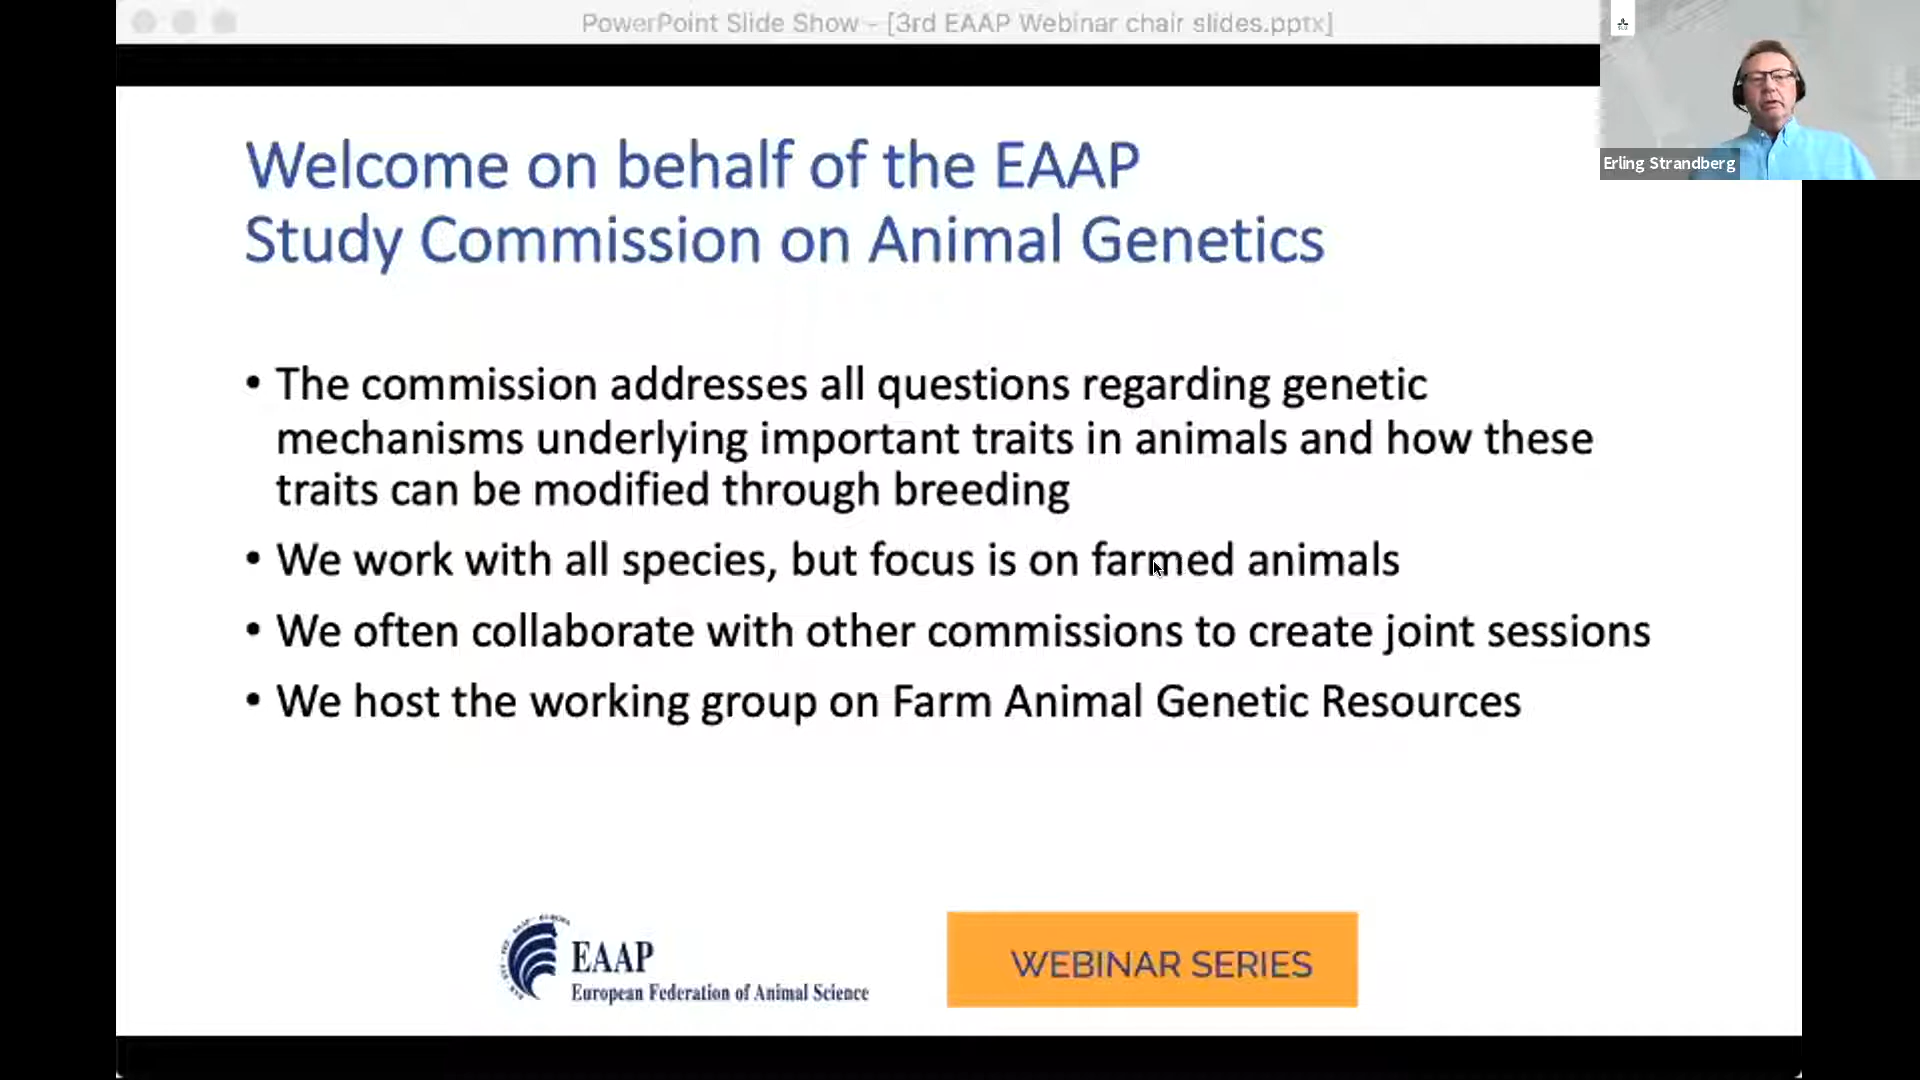 PowerPoint Slide Show - [3rd EAAP Webinar chair slides.pptx]
Erling Strandberg
Welcome on behalf of the EAAP
Study Commission on Animal Genetics
• The commission addresses all questions regarding genetic
mechanisms underlying important traits in animals and how these
traits can be modified through breeding
• We work with all species, but focus is on farmed animals
• We often collaborate with other commissions to create joint sessions
• We host the working group on Farm Animal Genetic Resources
EAAP
European Federation of Animal Science
WEBINAR SERIES